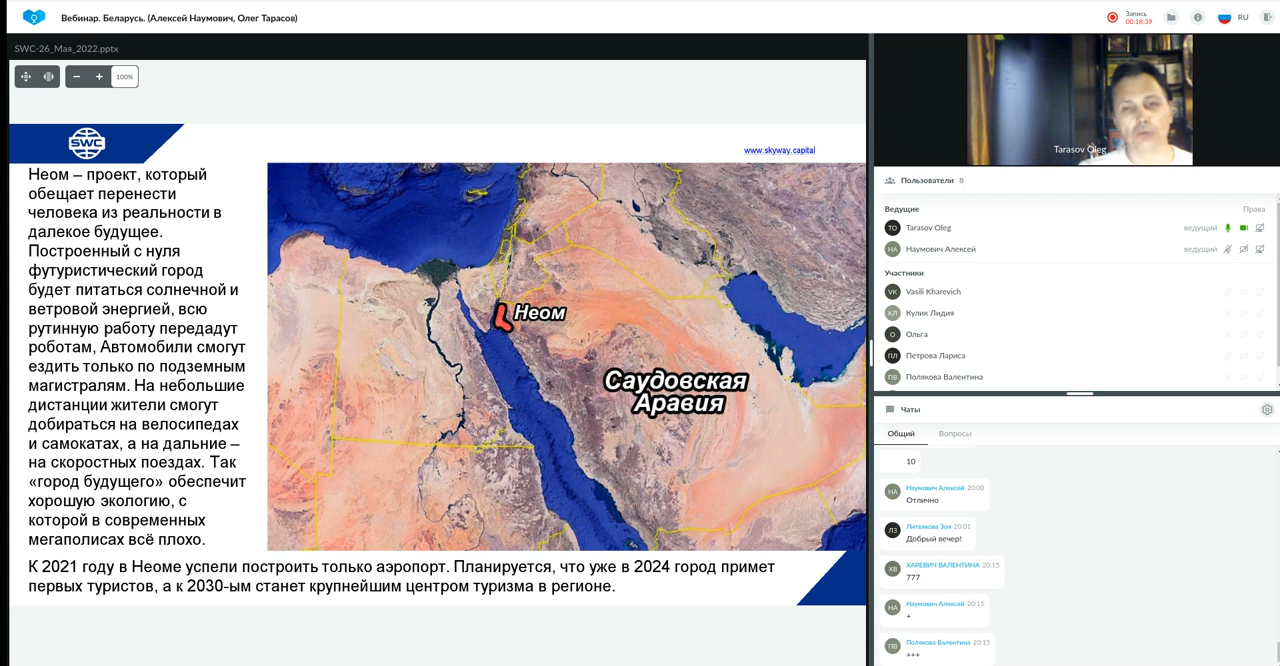 Вебинар. Беларусь. (Алексей Наумович, Олег Тарасов)
Запись
00:18:39
RU
SWC-26_Мая_2022.pptx
100%
SWC
www.skyway.capital
Неом – проект, который
обещает перенести
человека из реальности в
далекое будущее.
Построенный с нуля
футуристический город
будет питаться солнечной и
ветровой энергией, всю
рутинную работу передадут
роботам, Автомобили смогут
ездить только по подземным
магистралям. На небольшие
дистанции жители смогут
добираться на велосипедах
и самокатах, а на дальние –
на скоростных поездах. Так
«город будущего» обеспечит
хорошую экологию, с
которой в современных
мегаполисах всё плохо.
Неом
Саудовская
Аравия
К 2021 году в Неоме успели построить только аэропорт. Планируется, что уже в 2024 город примет
первых туристов, а к 2030-ым станет крупнейшим центром туризма в регионе.
Tarasov Oleg
Пользователи 8
Ведущие Права
TO Tarasov Oleg ведущий
НА Наумович Алексей ведущий
Участники
VK Vasili Kharevich
КЛ Кулик Лидия
О Ольга
ПЛ Петрова Лариса
ПВ Полякова Валентина
Чаты
Общий Вопросы
10
НА Наумович Алексей 20:00
Отлично
ЛЗ Литвякова Зоя 20:01
Добрый вечер!
ХВ ХАРЕВИЧ ВАЛЕНТИНА 20:15
777
НА Наумович Алексей 20:15
+
ПВ Полякова Валентина 20:15
+++